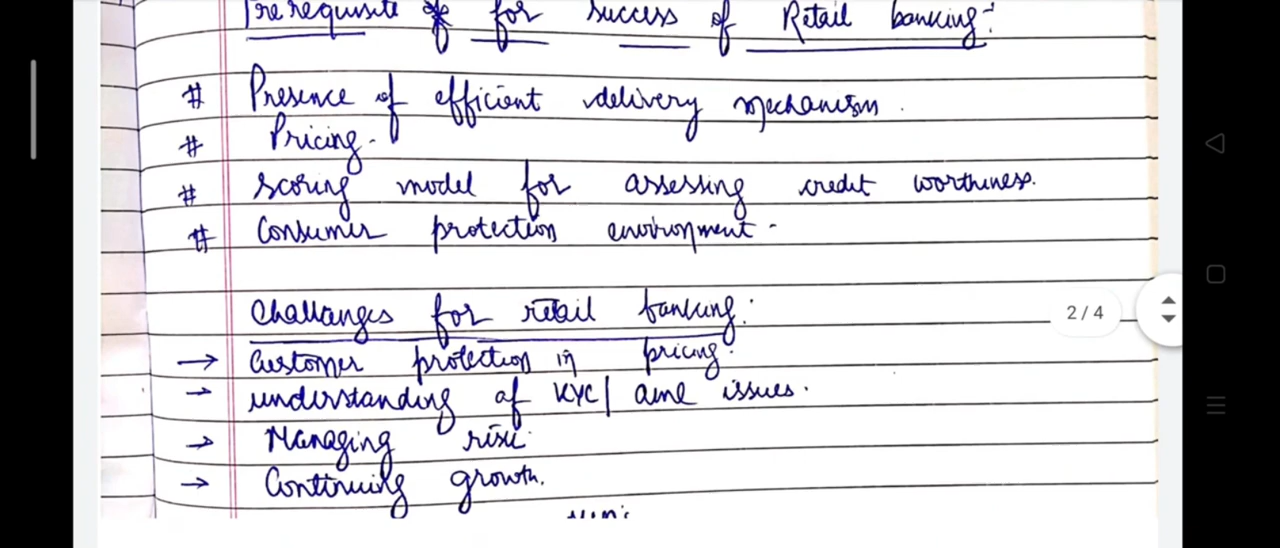 Prerequisite for success of Retail banking:
# Presence of efficient delivery mechanism.
# Pricing.
# Scoring model for assessing credit worthiness.
# Consumer protection environment -
Challanges for retail banking:
→ Customer protection in pricing.
→ understanding of KYC/ aml issues.
→ Managing risk.
→ Continuing growth.
2/4